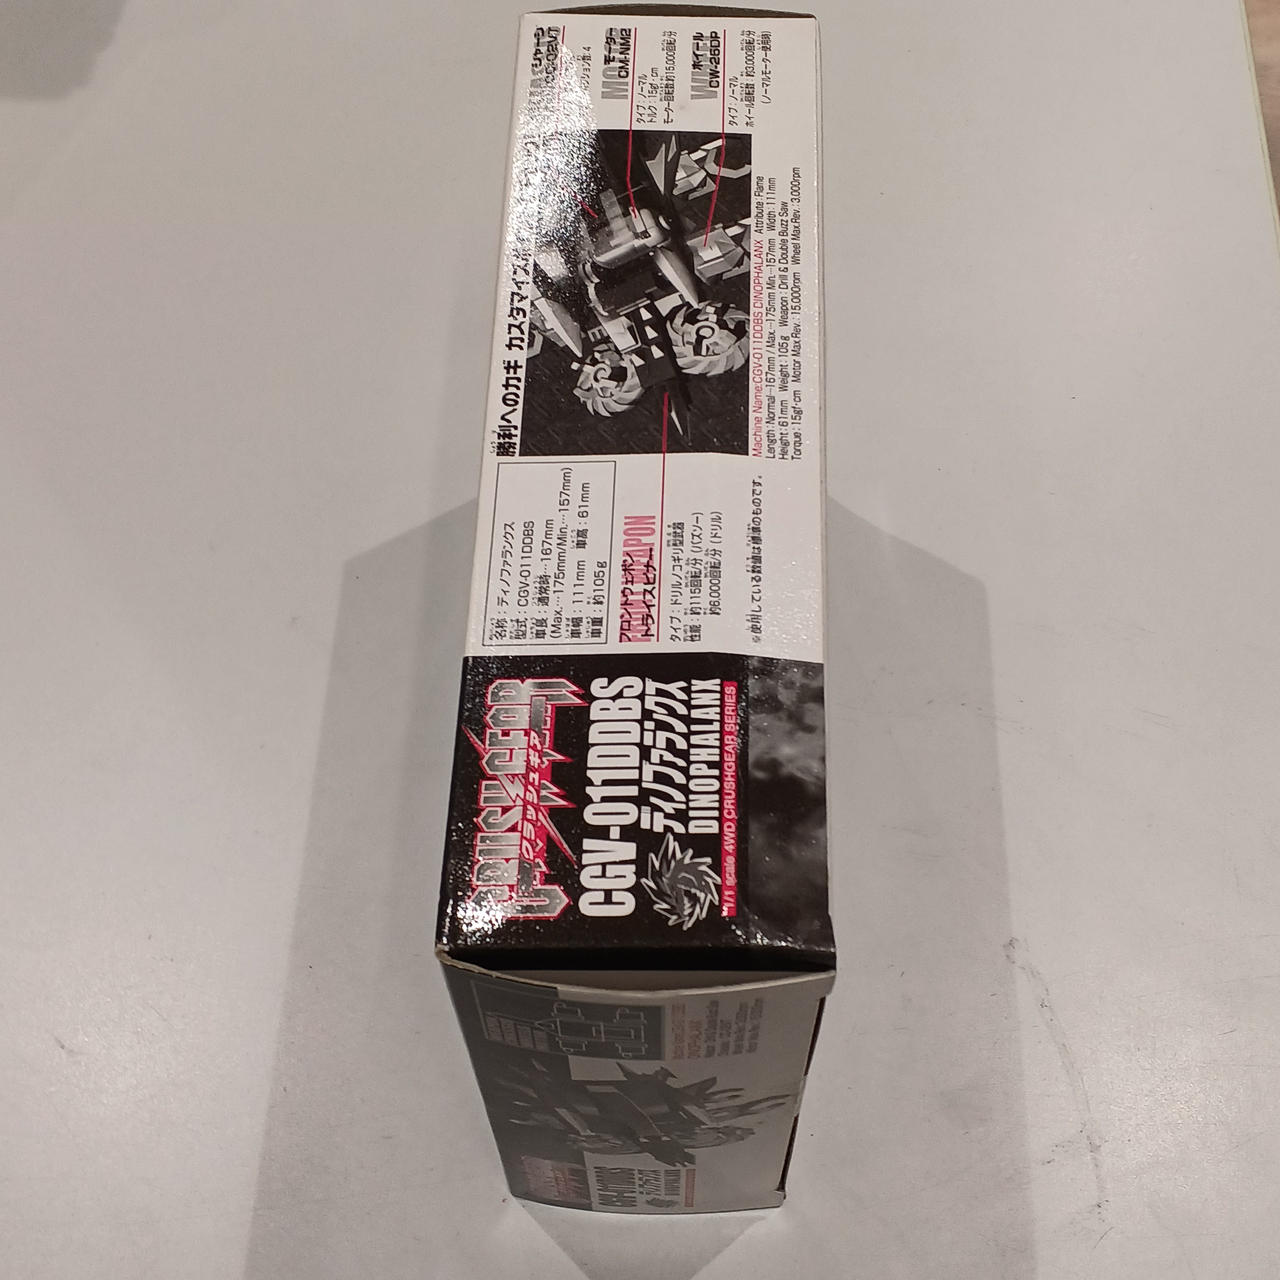 CRUSH GEAR
クラッシュギア
CGV-011DDBS
ディノファランクス
DINOPHALANX
1/1 scale 4WD CRUSHGEAR SERIES
名称：ディノファランクス
型式：CGV-011DDBS
車長 通常時…167mm
(Max.…175mm/Min.…157mm)
車幅：111mm 車高：61mm
車重：約105g
フロントウェポン
トライスピナー
タイプ：ドリルノコギリ型武器
性能：約115回転/分(バズソー)
約6,000回転/分(ドリル)
※使用している数値は標準のものです。
勝利へのカギ カスタマイズ
モーター
CM-NM2
タイプ：ノーマル
トルク：15gf・cm
モーター回転数：約15,000回転/分
ホイール
CW-26DP
タイプ：ノーマル
ホイール回転数：約3,000回転/分
(ノーマルモーター使用時)
Machine Name:CGV-011DDBS DINOPHALANX Attribute:Flame
Length:Normal…167mm / Max.…175mm Min.…157mm Width:111mm
Height:61mm Weight:105g Weapon:Drill & Double Buzz Saw
Torque:15gf・cm Motor Max.Rev.:15,000rpm Wheel Max.Rev.:3,000rpm